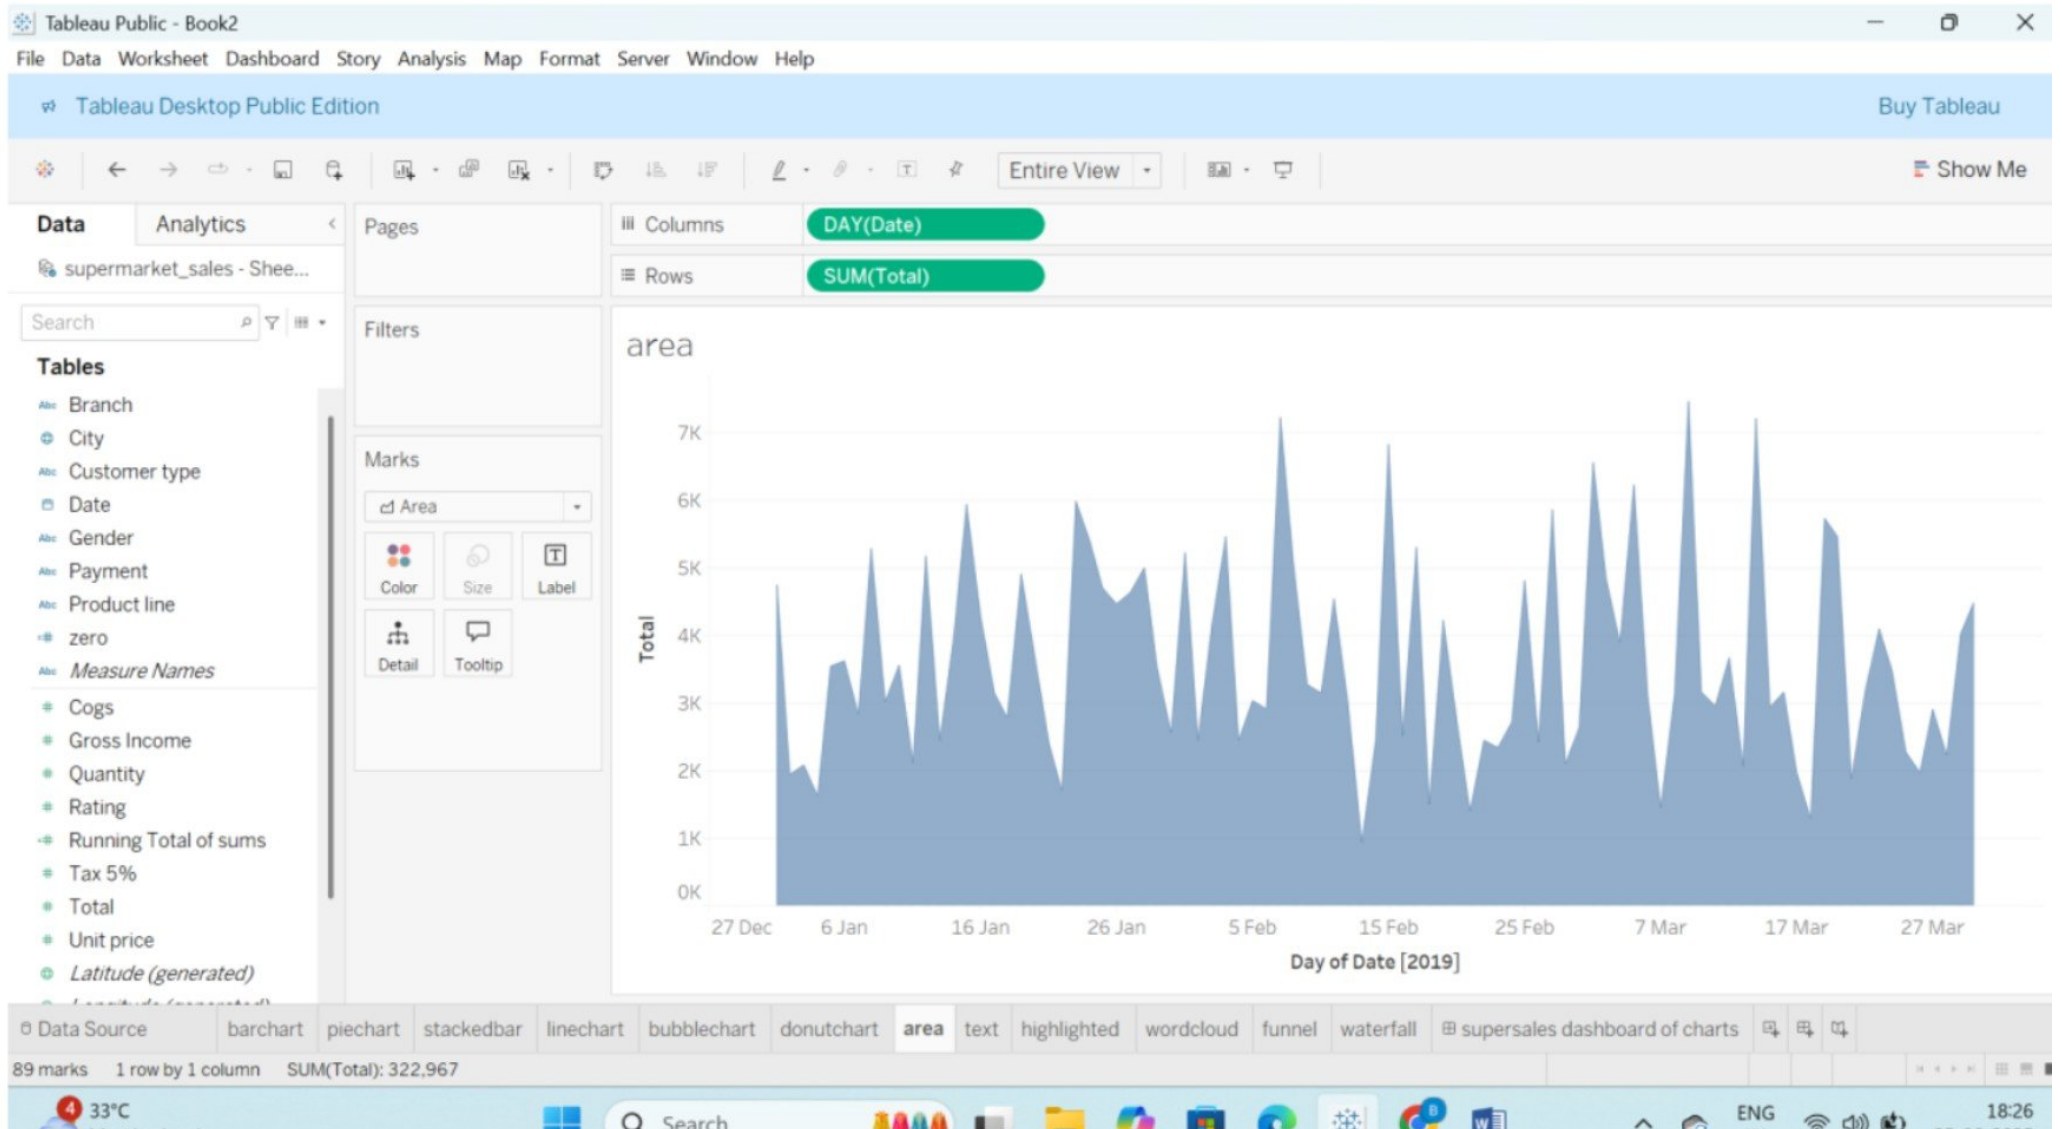 Tableau Public - Book2
File Data Worksheet Dashboard Story Analysis Map Format Server Window Help
Tableau Desktop Public Edition
Buy Tableau
Entire View
Show Me
Data Analytics
supermarket_sales - Shee...
Search
Tables
Abc Branch
City
Abc Customer type
Date
Abc Gender
Abc Payment
Abc Product line
=# zero
Abc Measure Names
# Cogs
# Gross Income
# Quantity
# Rating
=# Running Total of sums
# Tax 5%
# Total
# Unit price
Latitude (generated)
Pages
Filters
Marks
Area
Color Size Label
Detail Tooltip
Columns DAY(Date)
Rows SUM(Total)
area
7K
6K
5K
4K
3K
2K
1K
0K
Total
27 Dec 6 Jan 16 Jan 26 Jan 5 Feb 15 Feb 25 Feb 7 Mar 17 Mar 27 Mar
Day of Date [2019]
Data Source barchart piechart stackedbar linechart bubblechart donutchart area text highlighted wordcloud funnel waterfall supersales dashboard of charts
89 marks 1 row by 1 column SUM(Total): 322,967
4 33°C
Search
B
W
ENG
18:26